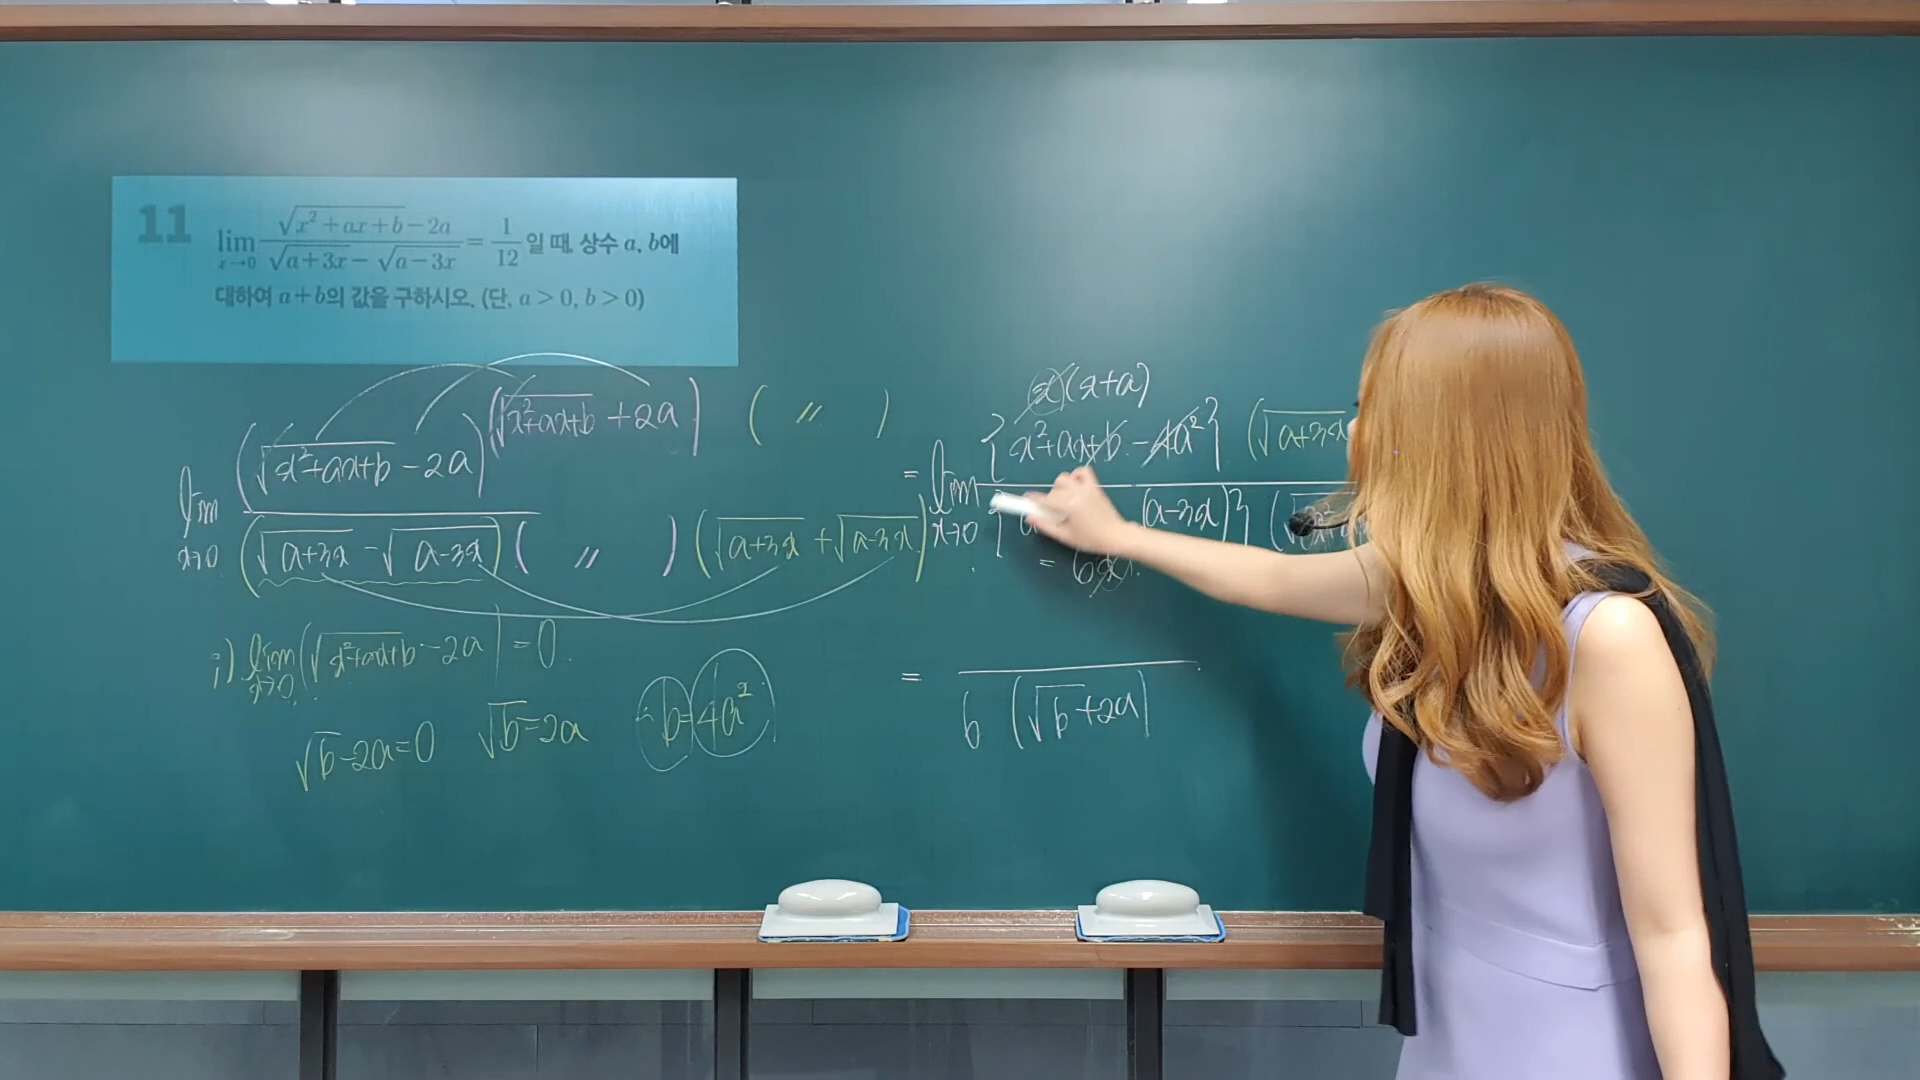 11
lim x→0 (√(x²+ax+b) − 2a)/(√(a+3x) − √(a−3x)) = 1/12 일 때, 상수 a, b에
대하여 a+b의 값을 구하시오. (단, a > 0, b > 0)
lim x→0 (√(x²+ax+b) − 2a)(√(x²+ax+b) + 2a) ( 〃 )
(√(a+3x) − √(a−3x)) ( 〃 ) (√(a+3x) + √(a−3x))
i) lim x→0 (√(x²+ax+b) − 2a) = 0.
√b − 2a = 0 √b = 2a ∴ b = 4a²
x(x+a)
= lim x→0 {x²+ax+b − 4a²} (√(a+3x)
(a−3x)} (√(x²+
= 6x
=
6 (√b + 2a)